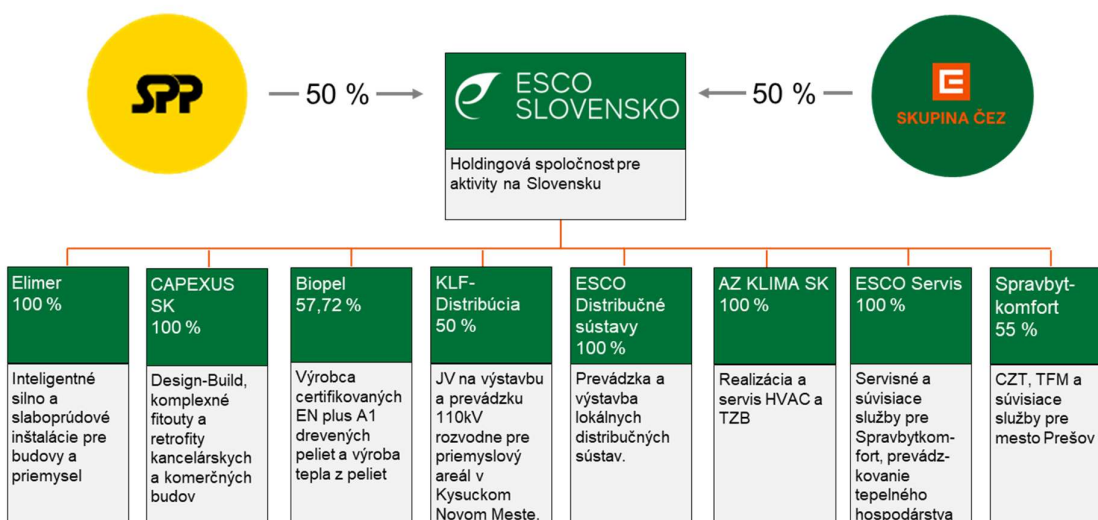 SPP
50 %
ESCO
SLOVENSKO
50 %
SKUPINA ČEZ
Holdingová spoločnosť pre
aktivity na Slovensku
Elimer
100 %
Inteligentné
silno a
slaboprúdové
inštalácie pre
budovy a
priemysel
CAPEXUS
SK
100 %
Design-Build,
komplexné
fitouty a
retrofity
kancelárskych
a komerčných
budov
Biopel
57,72 %
Výrobca
certifikovaných
EN plus A1
drevených
peliet a výroba
tepla z peliet
KLF-
Distribúcia
50 %
JV na výstavbu
a prevádzku
110kV
rozvodne pre
priemyslový
areál v
Kysuckom
Novom Meste.
ESCO
Distribučné
sústavy
100 %
Prevádzka a
výstavba
lokálnych
distribučných
sústav.
AZ KLIMA SK
100 %
Realizácia a
servis HVAC a
TZB
ESCO Servis
100 %
Servisné a
súvisiace
služby pre
Spravbytkom-
fort, prevádz-
kovanie
tepelného
hospodárstva
Spravbyt-
komfort
55 %
CZT, TFM a
súvisiace
služby pre
mesto Prešov